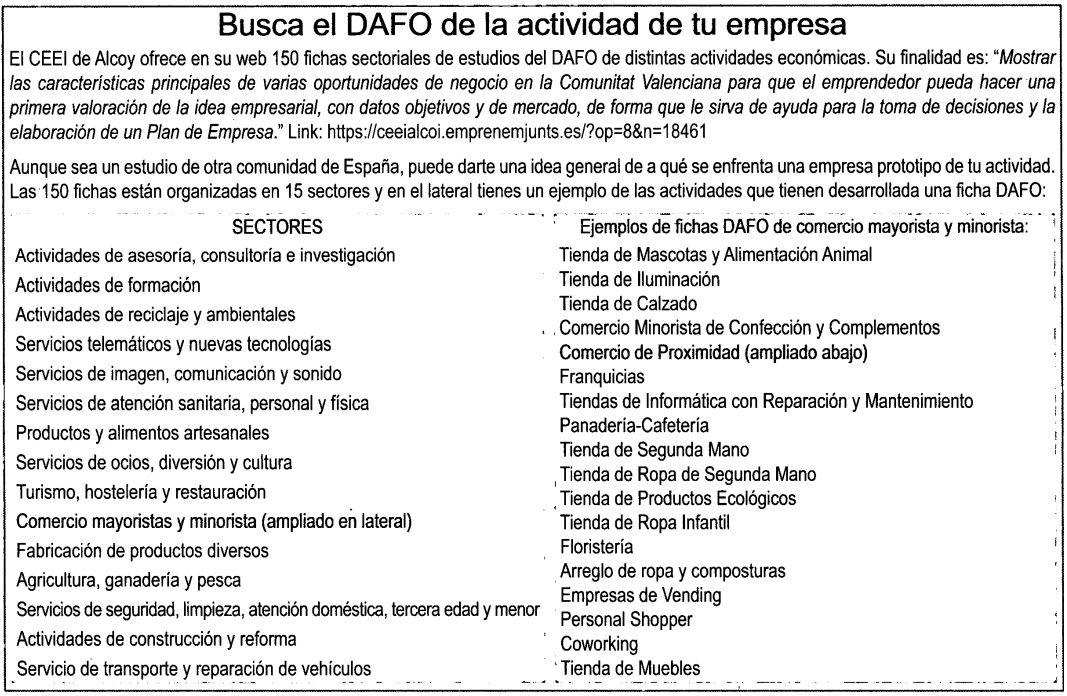 Busca el DAFO de la actividad de tu empresa
El CEEI de Alcoy ofrece en su web 150 fichas sectoriales de estudios del DAFO de distintas actividades económicas. Su finalidad es: “Mostrar
las características principales de varias oportunidades de negocio en la Comunitat Valenciana para que el emprendedor pueda hacer una
primera valoración de la idea empresarial, con datos objetivos y de mercado, de forma que le sirva de ayuda para la toma de decisiones y la
elaboración de un Plan de Empresa.” Link: https://ceeialcoi.emprenemjunts.es/?op=8&n=18461
Aunque sea un estudio de otra comunidad de España, puede darte una idea general de a qué se enfrenta una empresa prototipo de tu actividad.
Las 150 fichas están organizadas en 15 sectores y en el lateral tienes un ejemplo de las actividades que tienen desarrollada una ficha DAFO:
SECTORES
Actividades de asesoría, consultoría e investigación
Actividades de formación
Actividades de reciclaje y ambientales
Servicios telemáticos y nuevas tecnologías
Servicios de imagen, comunicación y sonido
Servicios de atención sanitaria, personal y física
Productos y alimentos artesanales
Servicios de ocios, diversión y cultura
Turismo, hostelería y restauración
Comercio mayoristas y minorista (ampliado en lateral)
Fabricación de productos diversos
Agricultura, ganadería y pesca
Servicios de seguridad, limpieza, atención doméstica, tercera edad y menor
Actividades de construcción y reforma
Servicio de transporte y reparación de vehículos
Ejemplos de fichas DAFO de comercio mayorista y minorista:
Tienda de Mascotas y Alimentación Animal
Tienda de Iluminación
Tienda de Calzado
Comercio Minorista de Confección y Complementos
Comercio de Proximidad (ampliado abajo)
Franquicias
Tiendas de Informática con Reparación y Mantenimiento
Panadería-Cafetería
Tienda de Segunda Mano
Tienda de Ropa de Segunda Mano
Tienda de Productos Ecológicos
Tienda de Ropa Infantil
Floristería
Arreglo de ropa y composturas
Empresas de Vending
Personal Shopper
Coworking
Tienda de Muebles